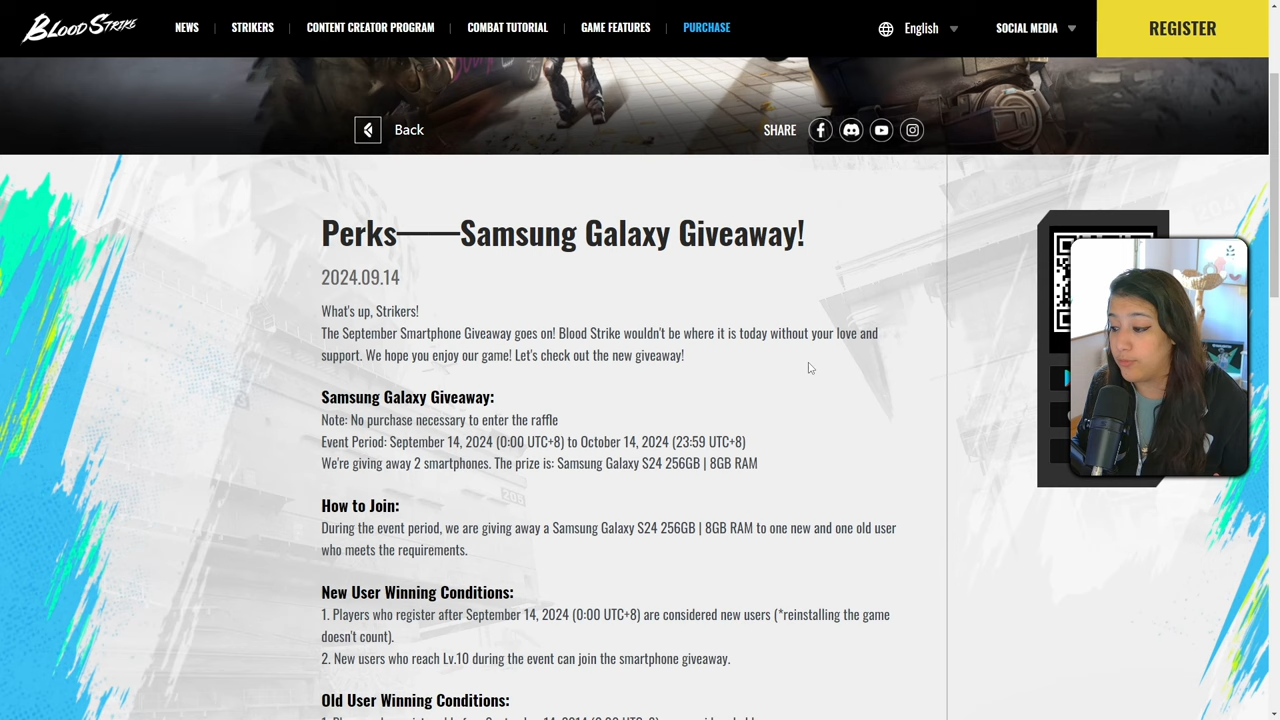 BLOOD STRIKE
NEWS
STRIKERS
CONTENT CREATOR PROGRAM
COMBAT TUTORIAL
GAME FEATURES
PURCHASE
English
SOCIAL MEDIA
REGISTER
Back
SHARE
Perks——Samsung Galaxy Giveaway!
2024.09.14
What's up, Strikers!
The September Smartphone Giveaway goes on! Blood Strike wouldn't be where it is today without your love and
support. We hope you enjoy our game! Let's check out the new giveaway!
Samsung Galaxy Giveaway:
Note: No purchase necessary to enter the raffle
Event Period: September 14, 2024 (0:00 UTC+8) to October 14, 2024 (23:59 UTC+8)
We're giving away 2 smartphones. The prize is: Samsung Galaxy S24 256GB | 8GB RAM
How to Join:
During the event period, we are giving away a Samsung Galaxy S24 256GB | 8GB RAM to one new and one old user
who meets the requirements.
New User Winning Conditions:
1. Players who register after September 14, 2024 (0:00 UTC+8) are considered new users (*reinstalling the game
doesn't count).
2. New users who reach Lv.10 during the event can join the smartphone giveaway.
Old User Winning Conditions: